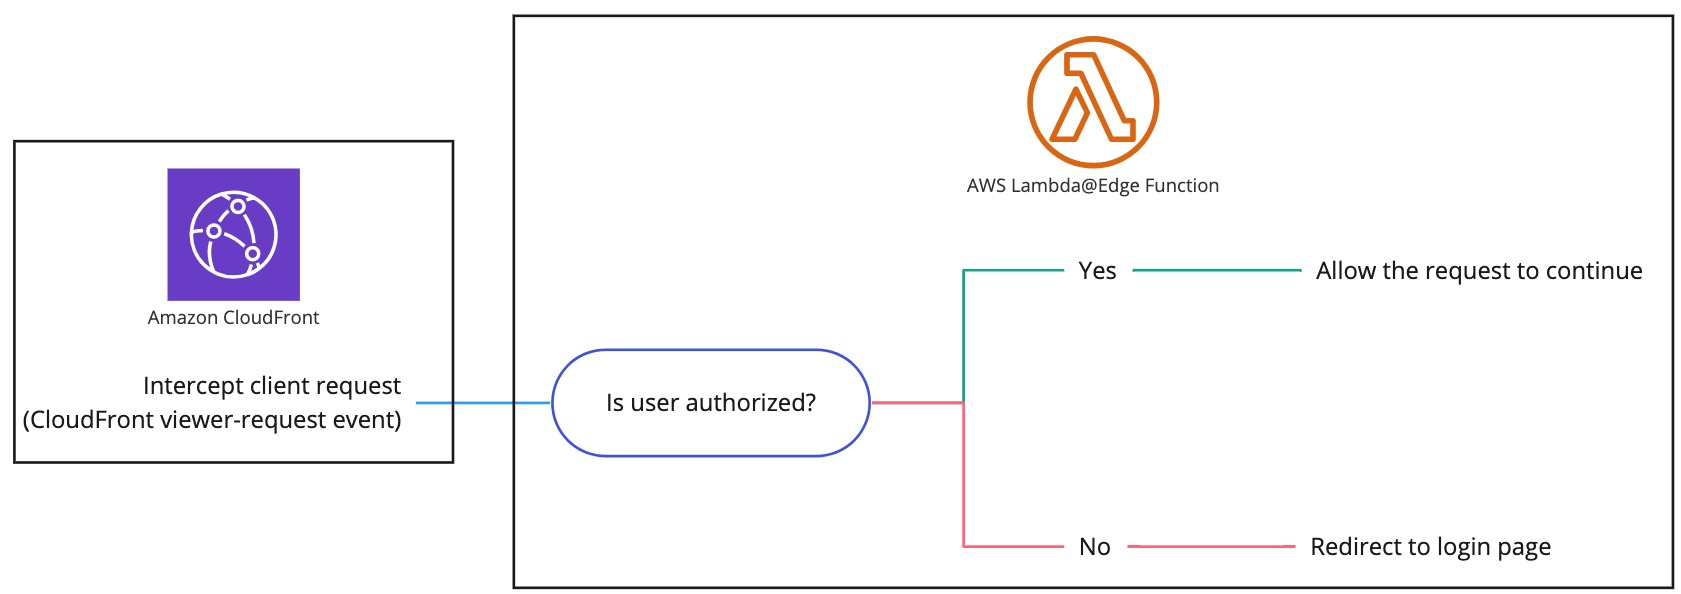 AWS Lambda@Edge Function
Amazon CloudFront
Intercept client request
(CloudFront viewer-request event)
Is user authorized?
Yes
Allow the request to continue
No
Redirect to login page